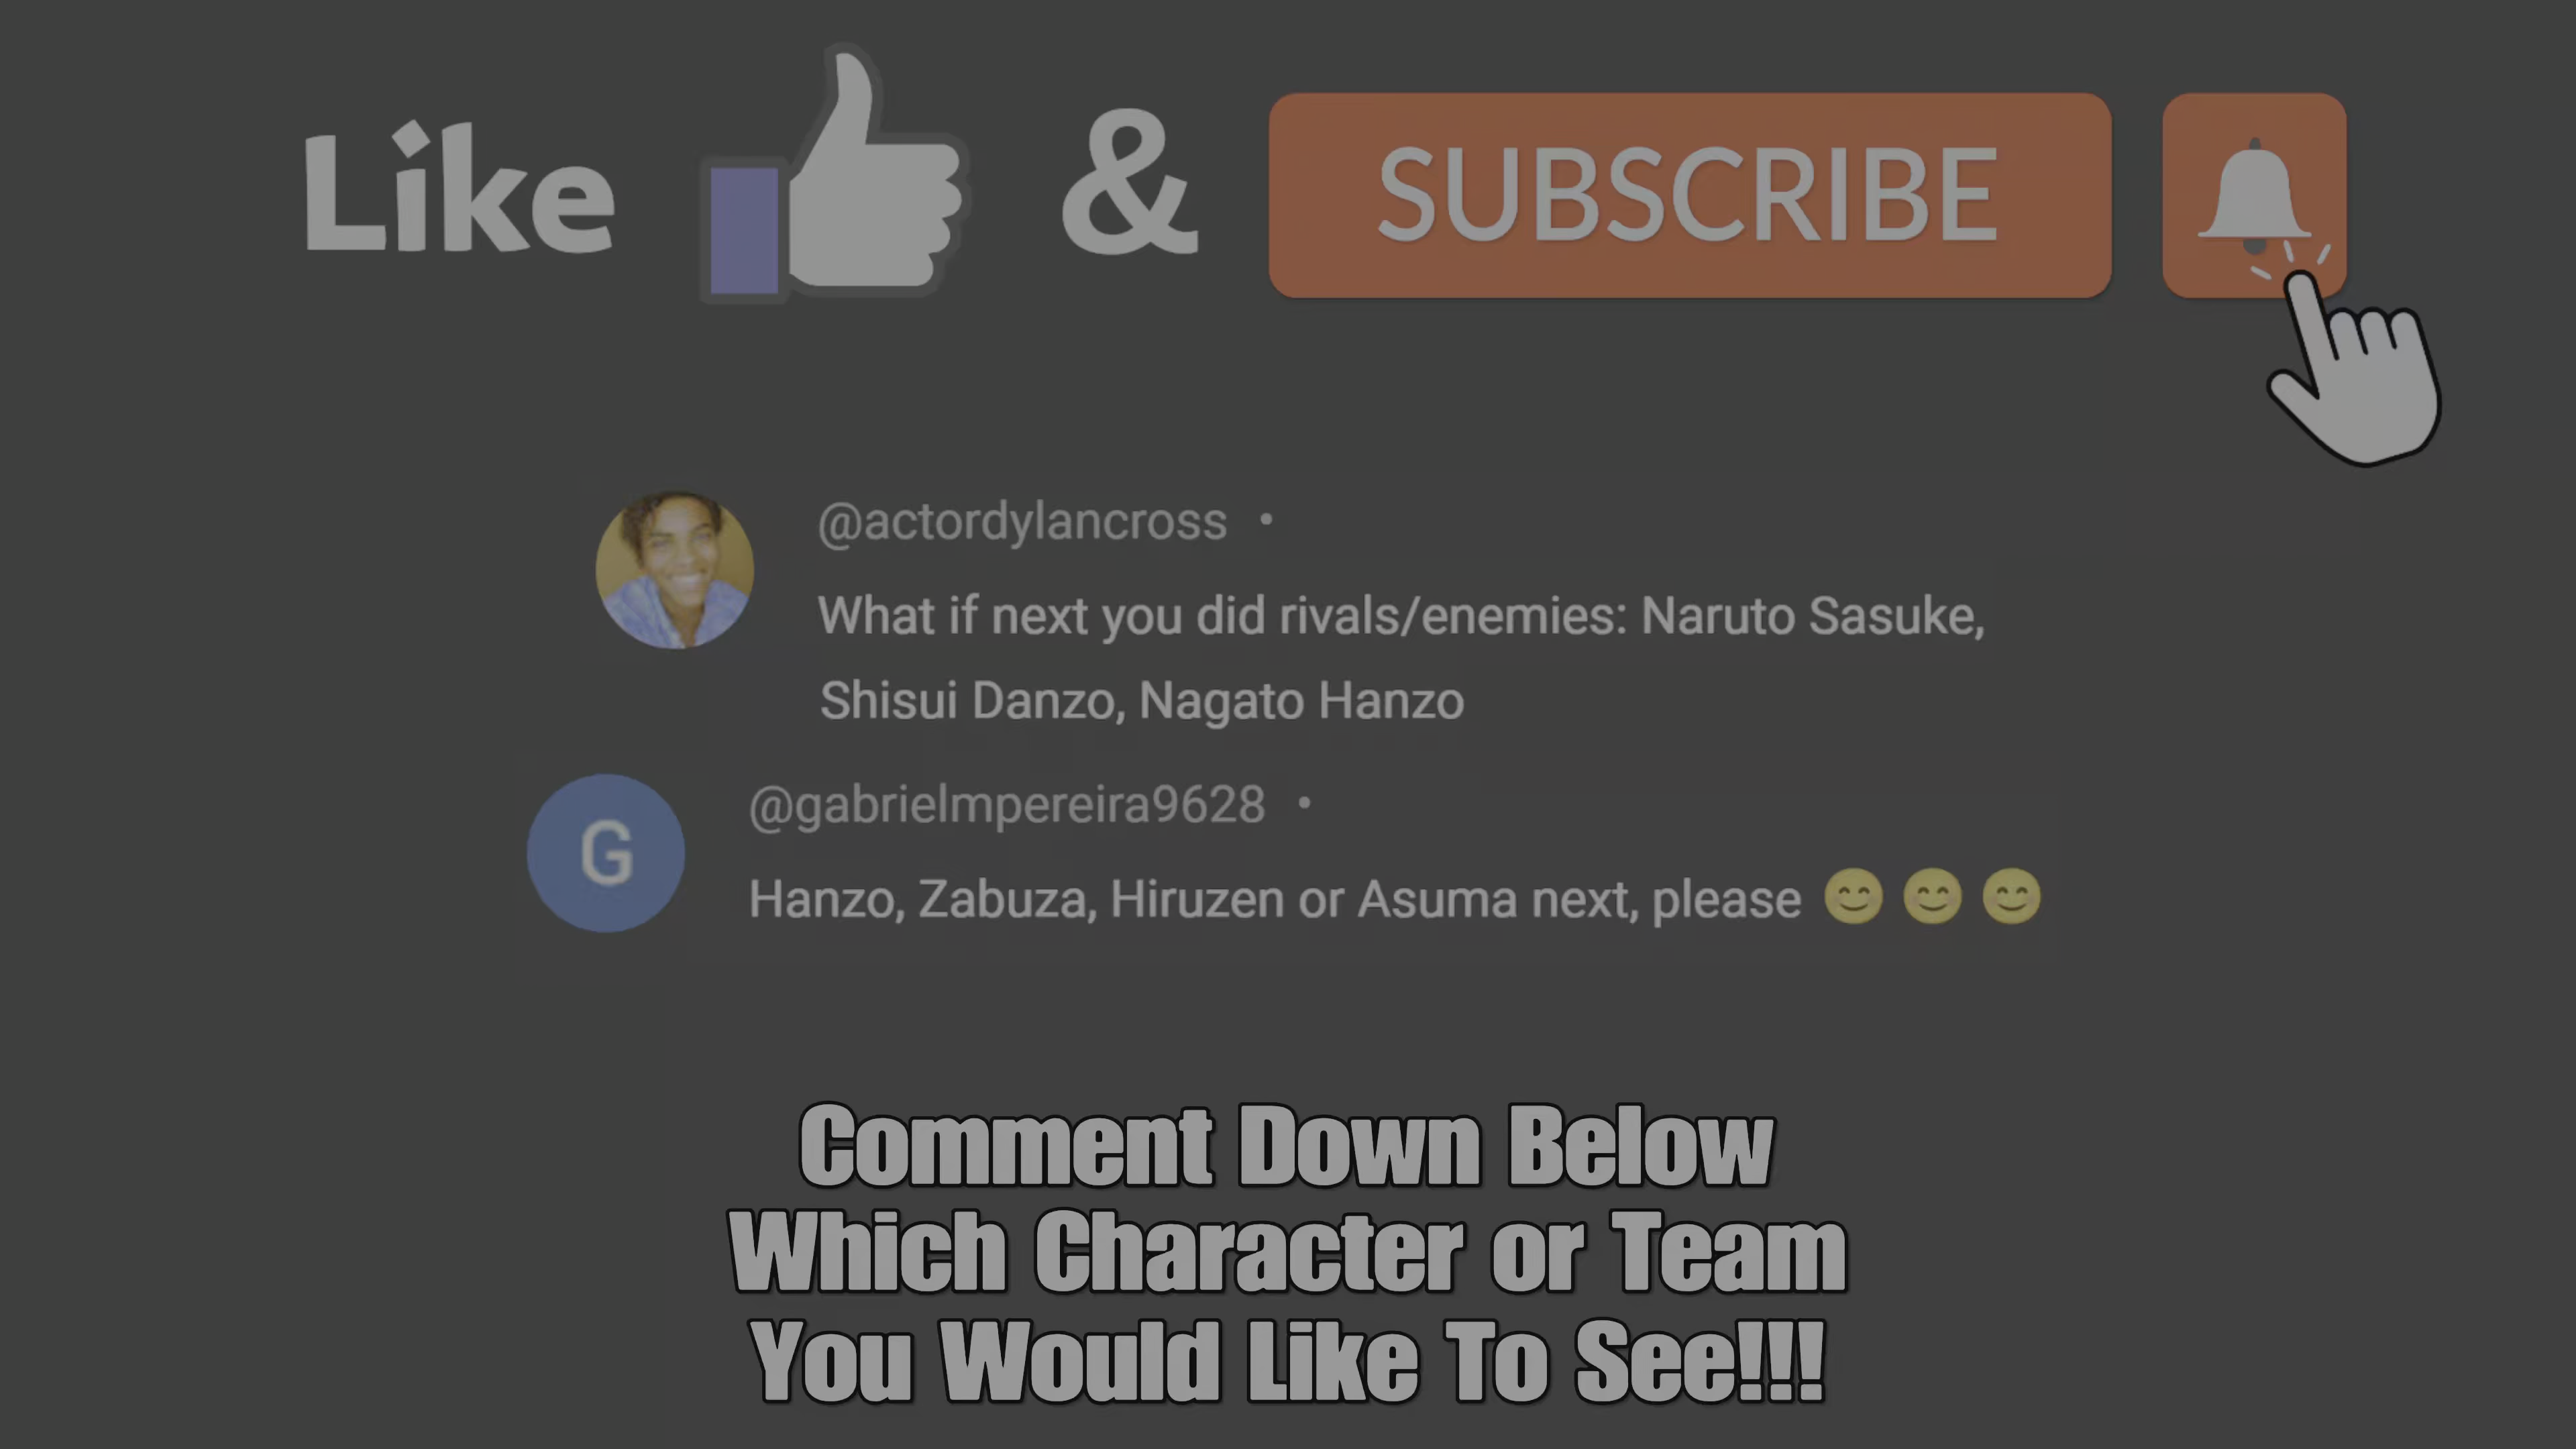 Like & SUBSCRIBE
@actordylancross •
What if next you did rivals/enemies: Naruto Sasuke,
Shisui Danzo, Nagato Hanzo
G
@gabrielmpereira9628 •
Hanzo, Zabuza, Hiruzen or Asuma next, please 😊 😊 😊
Comment Down Below
Which Character or Team
You Would Like To See!!!